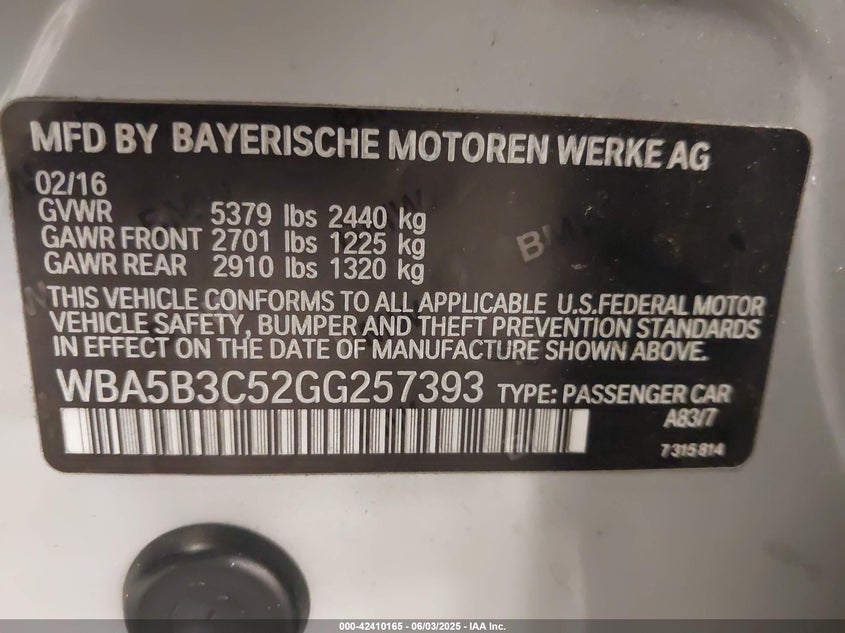 MFD BY BAYERISCHE MOTOREN WERKE AG
02/16
GVWR 5379 lbs 2440 kg
GAWR FRONT 2701 lbs 1225 kg
GAWR REAR 2910 lbs 1320 kg
THIS VEHICLE CONFORMS TO ALL APPLICABLE U.S.FEDERAL MOTOR
VEHICLE SAFETY, BUMPER AND THEFT PREVENTION STANDARDS
IN EFFECT ON THE DATE OF MANUFACTURE SHOWN ABOVE.
WBA5B3C52GG257393 TYPE: PASSENGER CAR
A83/7
7315814
000-42410165 - 06/03/2025 - IAA Inc.